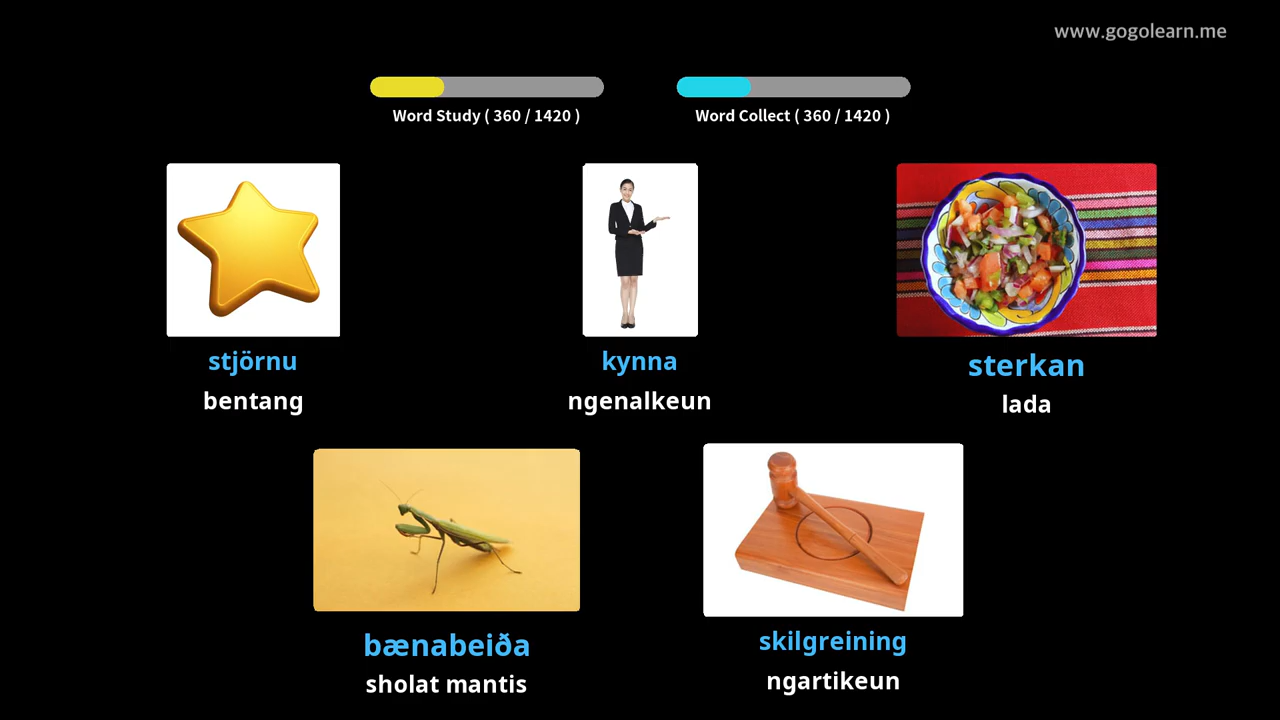 www.gogolearn.me
Word Study ( 360 / 1420 )
Word Collect ( 360 / 1420 )
stjörnu
bentang
kynna
ngenalkeun
sterkan
lada
bænabeiða
sholat mantis
skilgreining
ngartikeun